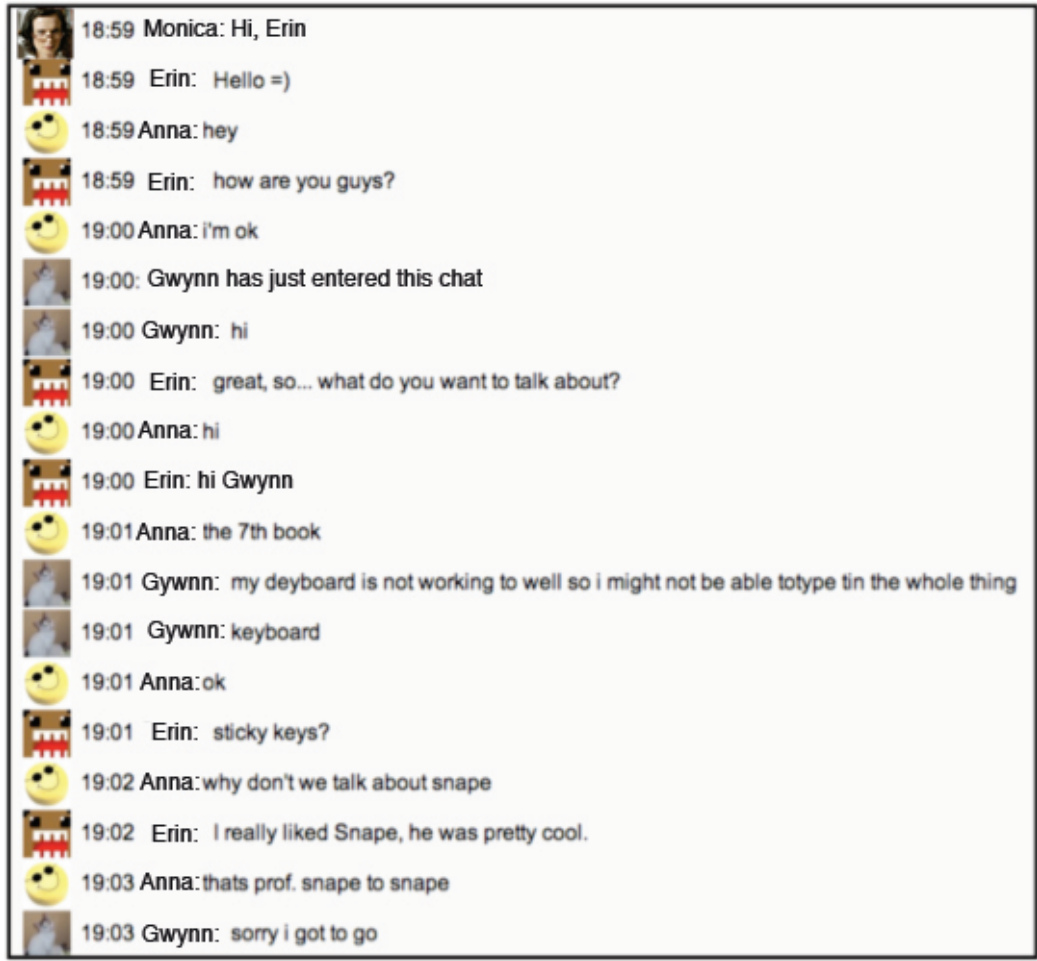 18:59 Monica: Hi, Erin
18:59 Erin: Hello =)
18:59 Anna: hey
18:59 Erin: how are you guys?
19:00 Anna: i'm ok
19:00: Gwynn has just entered this chat
19:00 Gwynn: hi
19:00 Erin: great, so... what do you want to talk about?
19:00 Anna: hi
19:00 Erin: hi Gwynn
19:01 Anna: the 7th book
19:01 Gywnn: my deyboard is not working to well so i might not be able totype tin the whole thing
19:01 Gywnn: keyboard
19:01 Anna: ok
19:01 Erin: sticky keys?
19:02 Anna: why don't we talk about snape
19:02 Erin: I really liked Snape, he was pretty cool.
19:03 Anna: thats prof. snape to snape
19:03 Gwynn: sorry i got to go